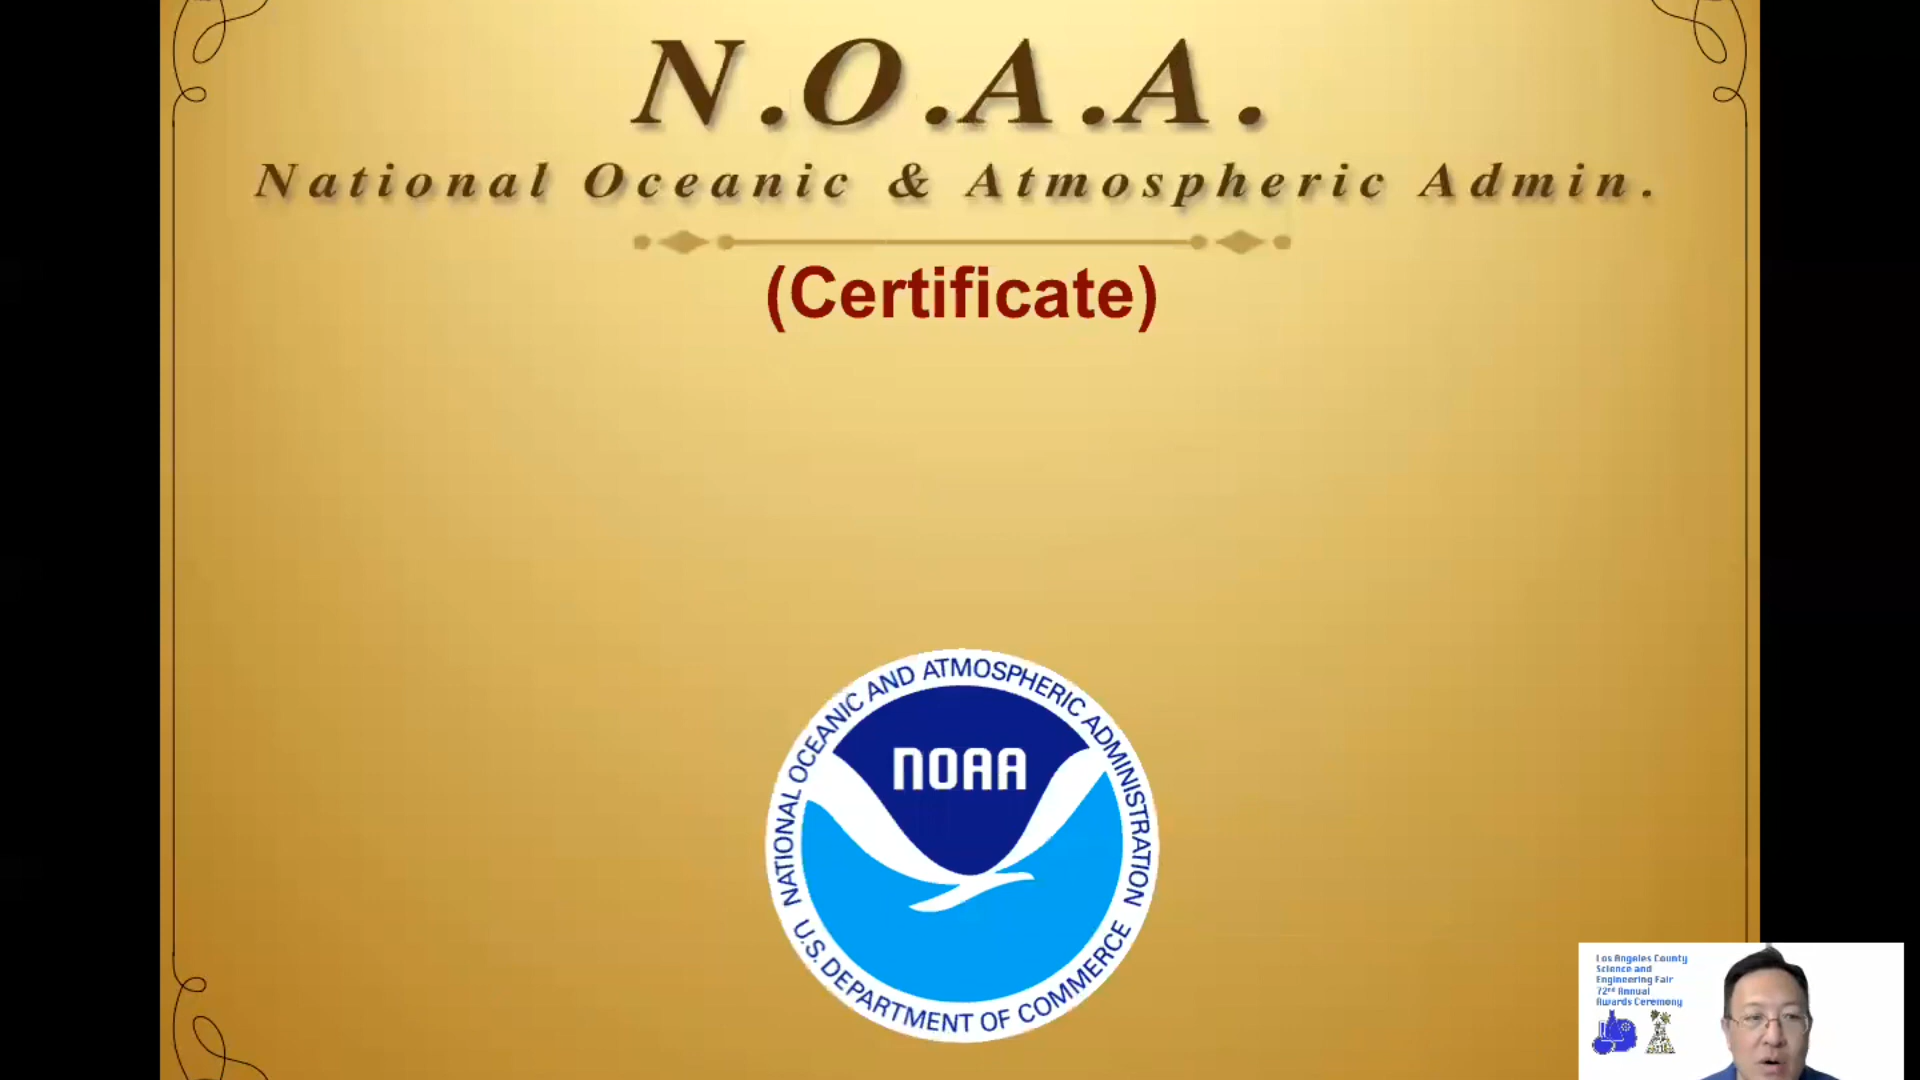 N.O.A.A.
National Oceanic & Atmospheric Admin.
(Certificate)
NATIONAL OCEANIC AND ATMOSPHERIC ADMINISTRATION
NOAA
U.S. DEPARTMENT OF COMMERCE
Los Angeles County
Science and
Engineering Fair
72nd Annual
Awards Ceremony